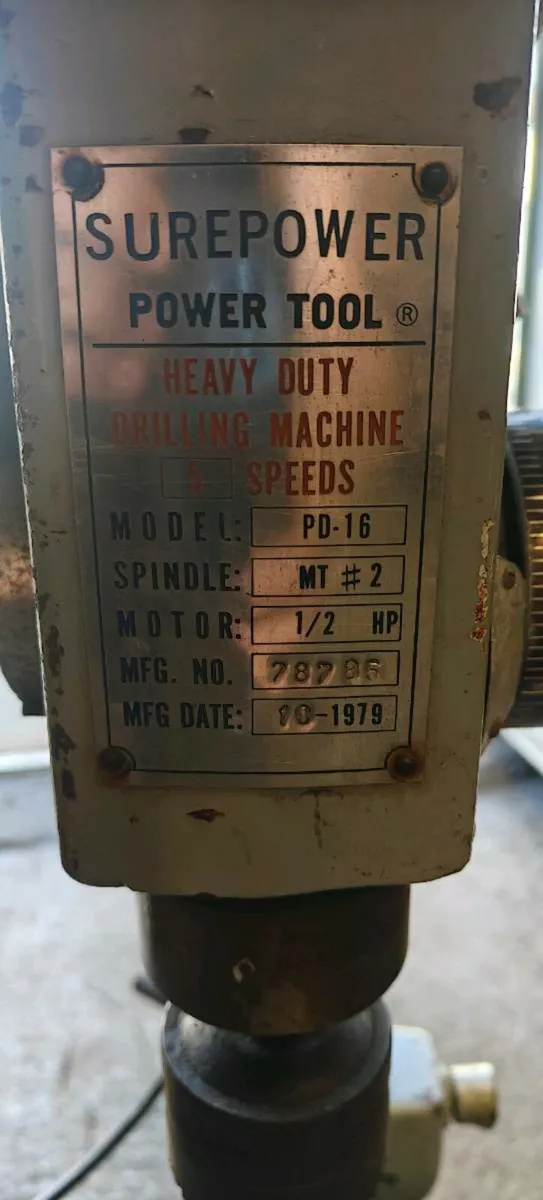 SUREPOWER
POWER TOOL ®
HEAVY DUTY
DRILLING MACHINE
5 SPEEDS
MODEL: PD-16
SPINDLE: MT #2
MOTOR: 1/2 HP
MFG. NO.
MFG DATE: 10-1979